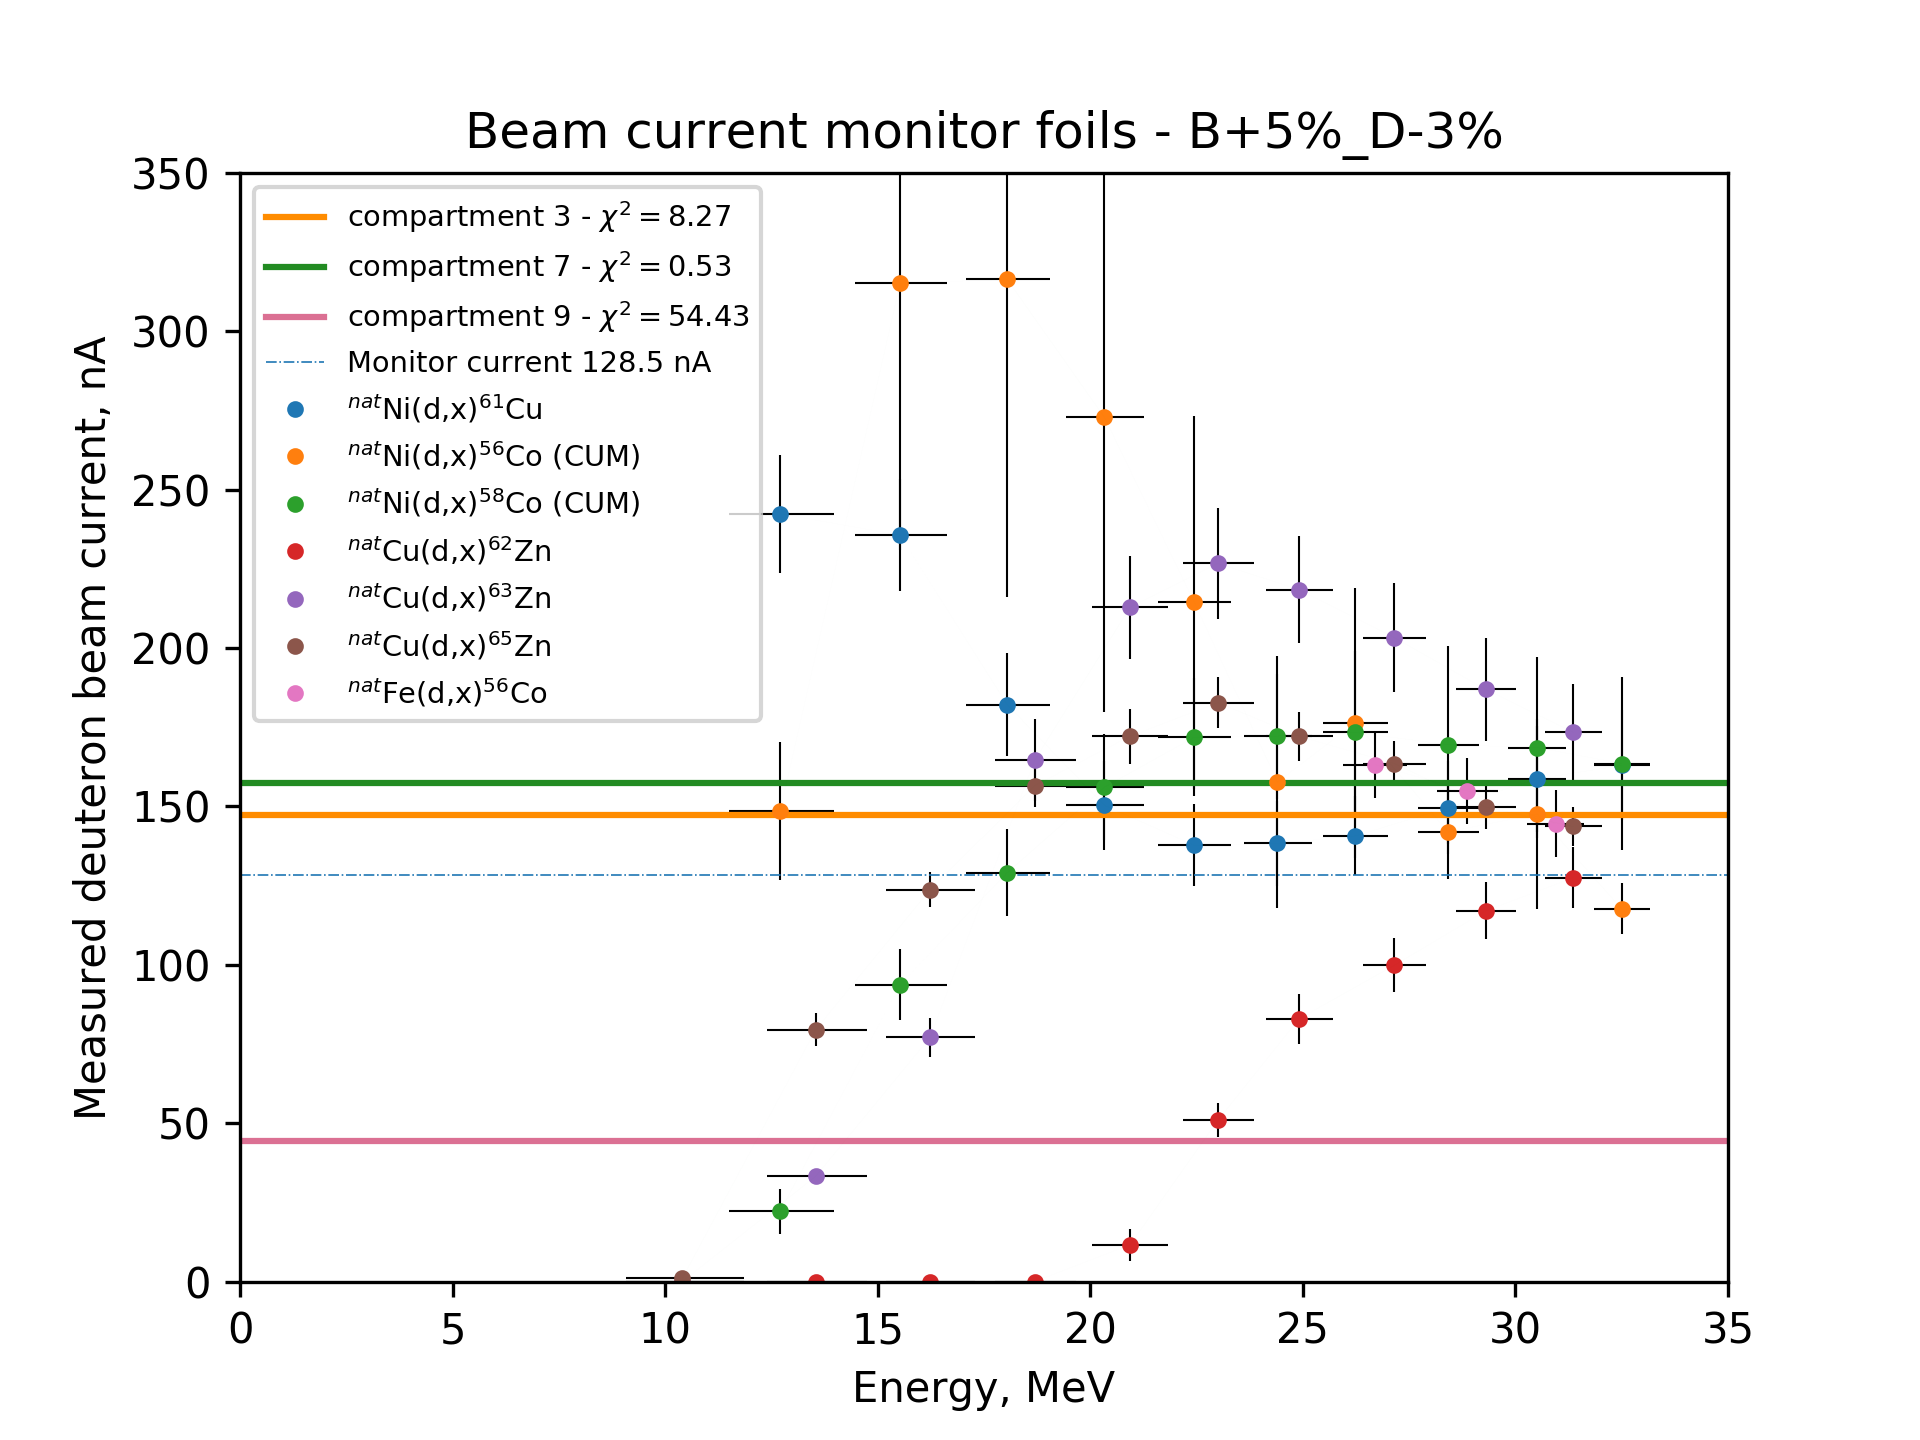 Beam current monitor foils - B+5%_D-3%
Measured deuteron beam current, nA
350
300
250
200
150
100
50
0
compartment 3 - χ² = 8.27
compartment 7 - χ² = 0.53
compartment 9 - χ² = 54.43
Monitor current 128.5 nA
ⁿᵃᵗNi(d,x)⁶¹Cu
ⁿᵃᵗNi(d,x)⁵⁶Co (CUM)
ⁿᵃᵗNi(d,x)⁵⁸Co (CUM)
ⁿᵃᵗCu(d,x)⁶²Zn
ⁿᵃᵗCu(d,x)⁶³Zn
ⁿᵃᵗCu(d,x)⁶⁵Zn
ⁿᵃᵗFe(d,x)⁵⁶Co
0 5 10 15 20 25 30 35
Energy, MeV